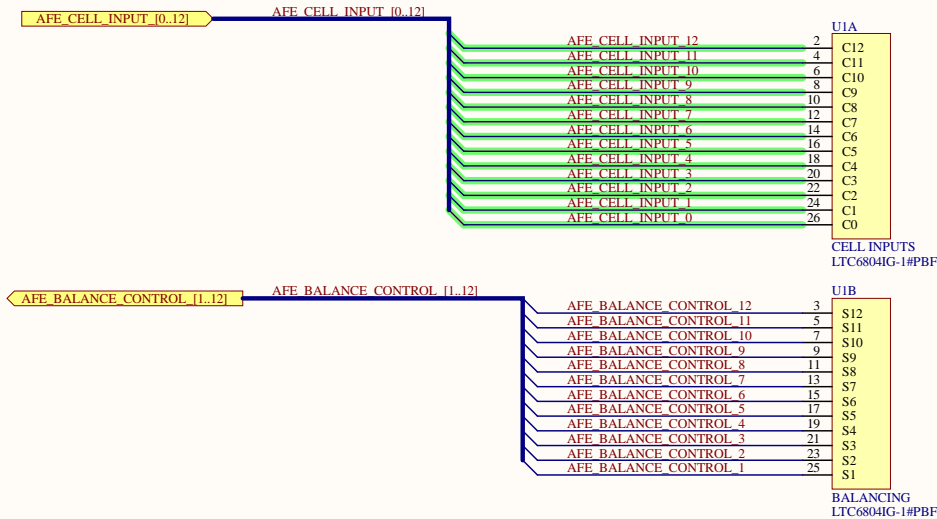 AFE_CELL_INPUT_[0..12] AFE_CELL_INPUT_[0..12]
U1A
AFE_CELL_INPUT_12 2 C12
AFE_CELL_INPUT_11 4 C11
AFE_CELL_INPUT_10 6 C10
AFE_CELL_INPUT_9 8 C9
AFE_CELL_INPUT_8 10 C8
AFE_CELL_INPUT_7 12 C7
AFE_CELL_INPUT_6 14 C6
AFE_CELL_INPUT_5 16 C5
AFE_CELL_INPUT_4 18 C4
AFE_CELL_INPUT_3 20 C3
AFE_CELL_INPUT_2 22 C2
AFE_CELL_INPUT_1 24 C1
AFE_CELL_INPUT_0 26 C0
CELL INPUTS
LTC6804IG-1#PBF
AFE_BALANCE_CONTROL_[1..12] AFE_BALANCE_CONTROL_[1..12]
U1B
AFE_BALANCE_CONTROL_12 3 S12
AFE_BALANCE_CONTROL_11 5 S11
AFE_BALANCE_CONTROL_10 7 S10
AFE_BALANCE_CONTROL_9 9 S9
AFE_BALANCE_CONTROL_8 11 S8
AFE_BALANCE_CONTROL_7 13 S7
AFE_BALANCE_CONTROL_6 15 S6
AFE_BALANCE_CONTROL_5 17 S5
AFE_BALANCE_CONTROL_4 19 S4
AFE_BALANCE_CONTROL_3 21 S3
AFE_BALANCE_CONTROL_2 23 S2
AFE_BALANCE_CONTROL_1 25 S1
BALANCING
LTC6804IG-1#PBF